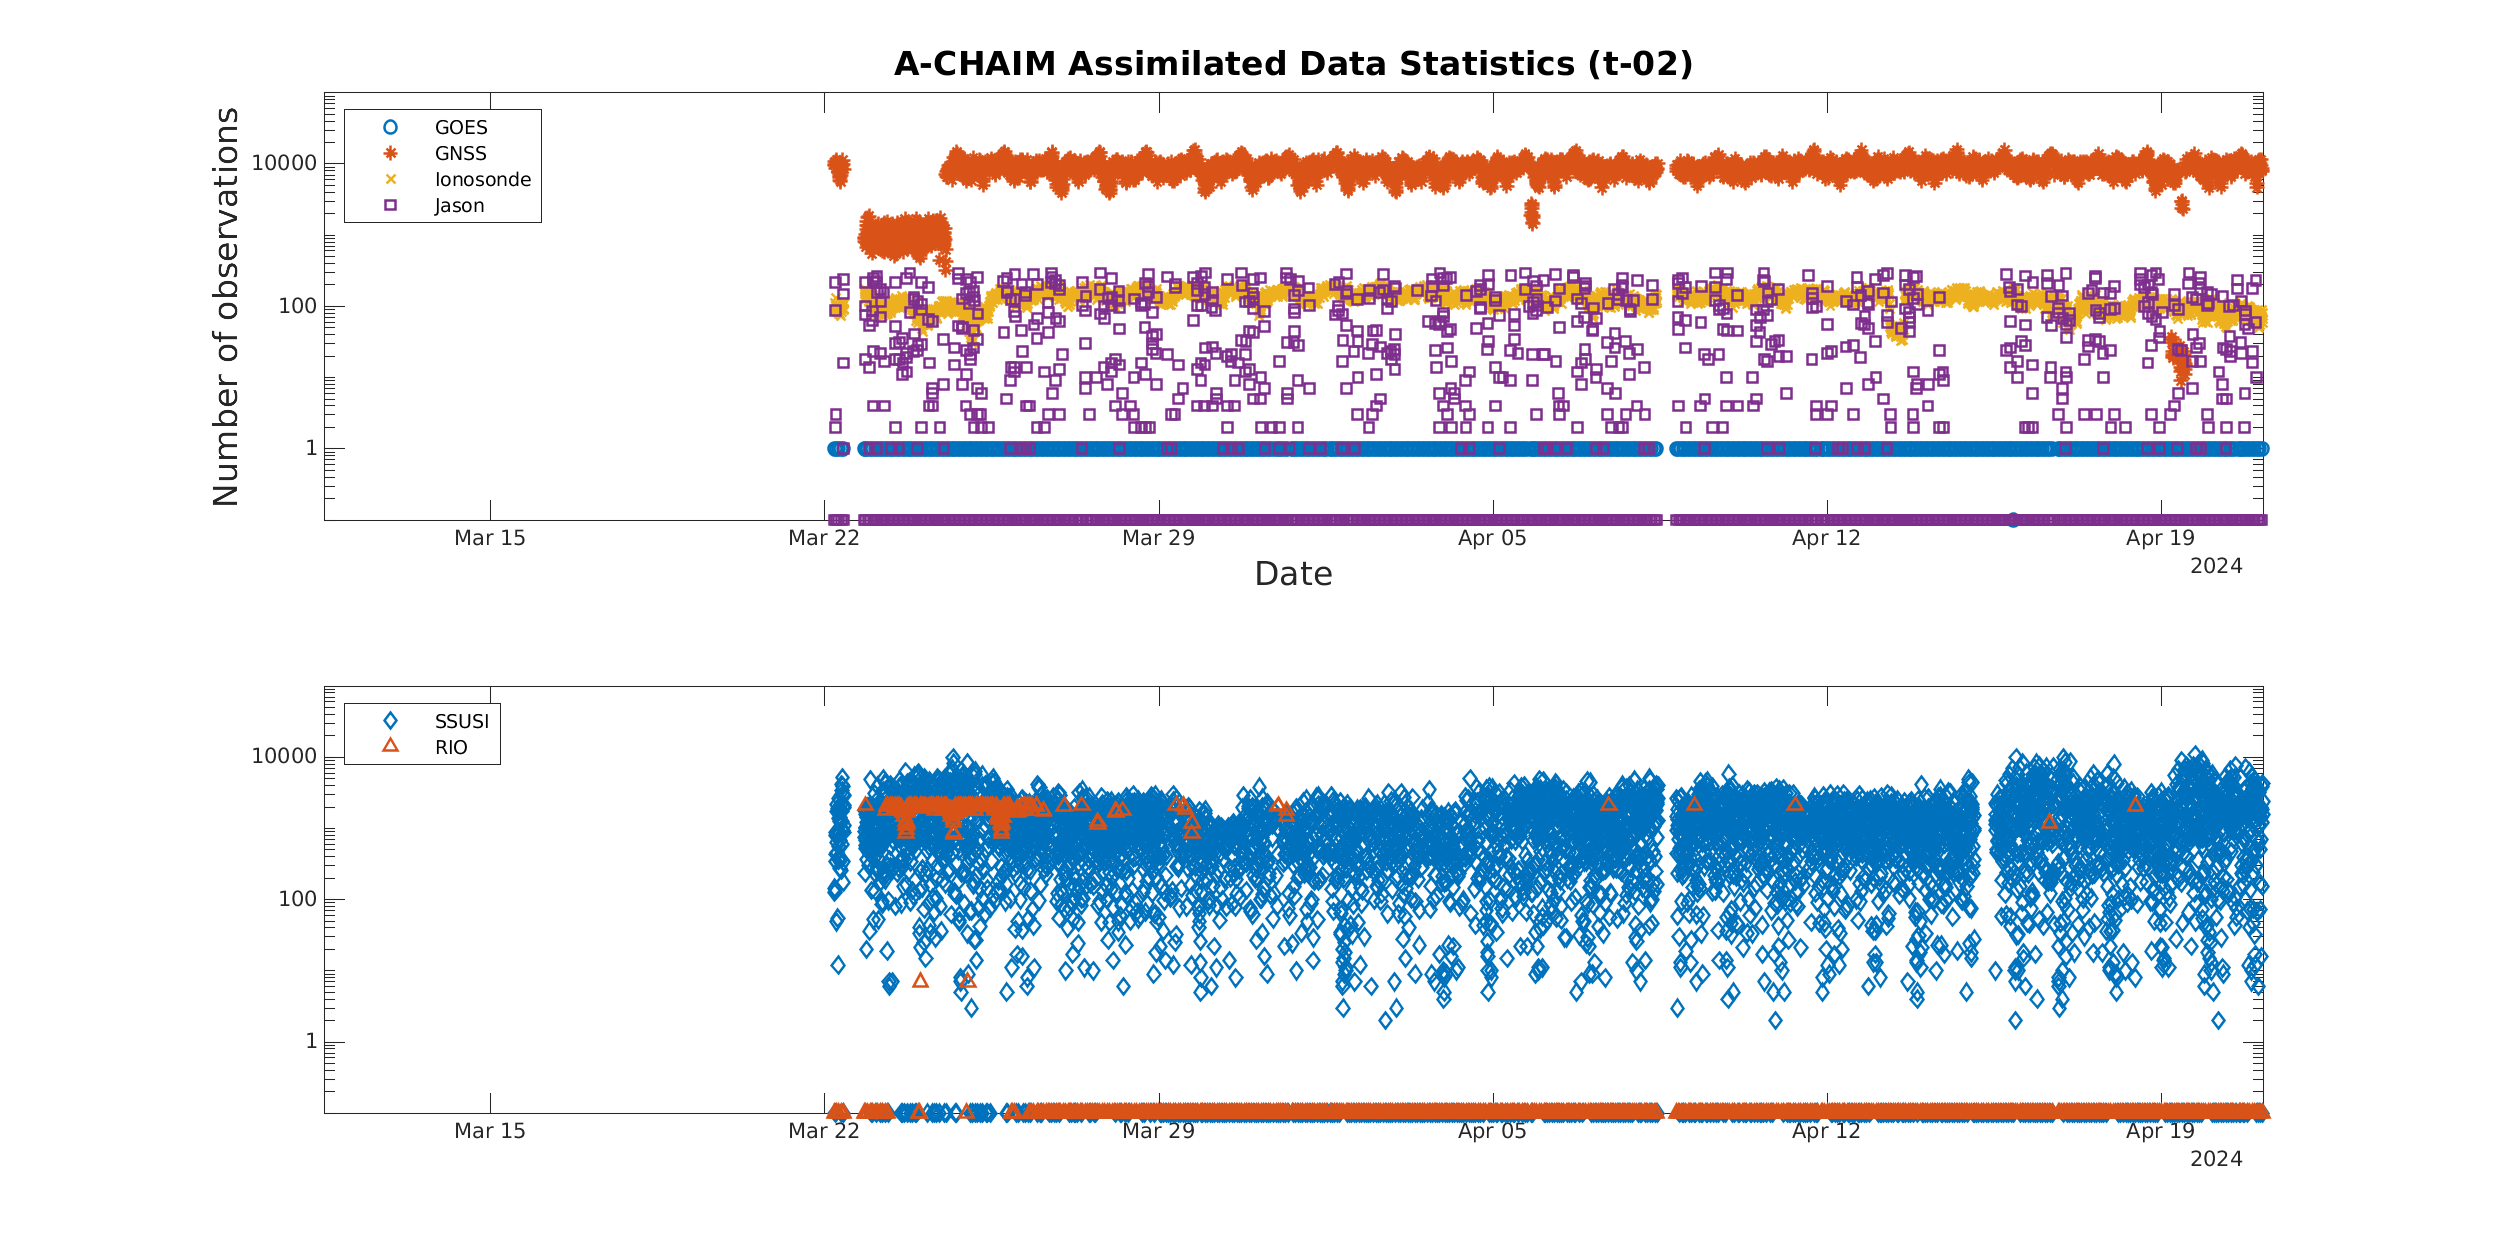 A-CHAIM Assimilated Data Statistics (t-02)
Number of observations
10000
100
1
GOES
GNSS
Ionosonde
Jason
Mar 15
Mar 22
Mar 29
Apr 05
Apr 12
Apr 19
2024
Date
10000
100
1
SSUSI
RIO
Mar 15
Mar 22
Mar 29
Apr 05
Apr 12
Apr 19
2024